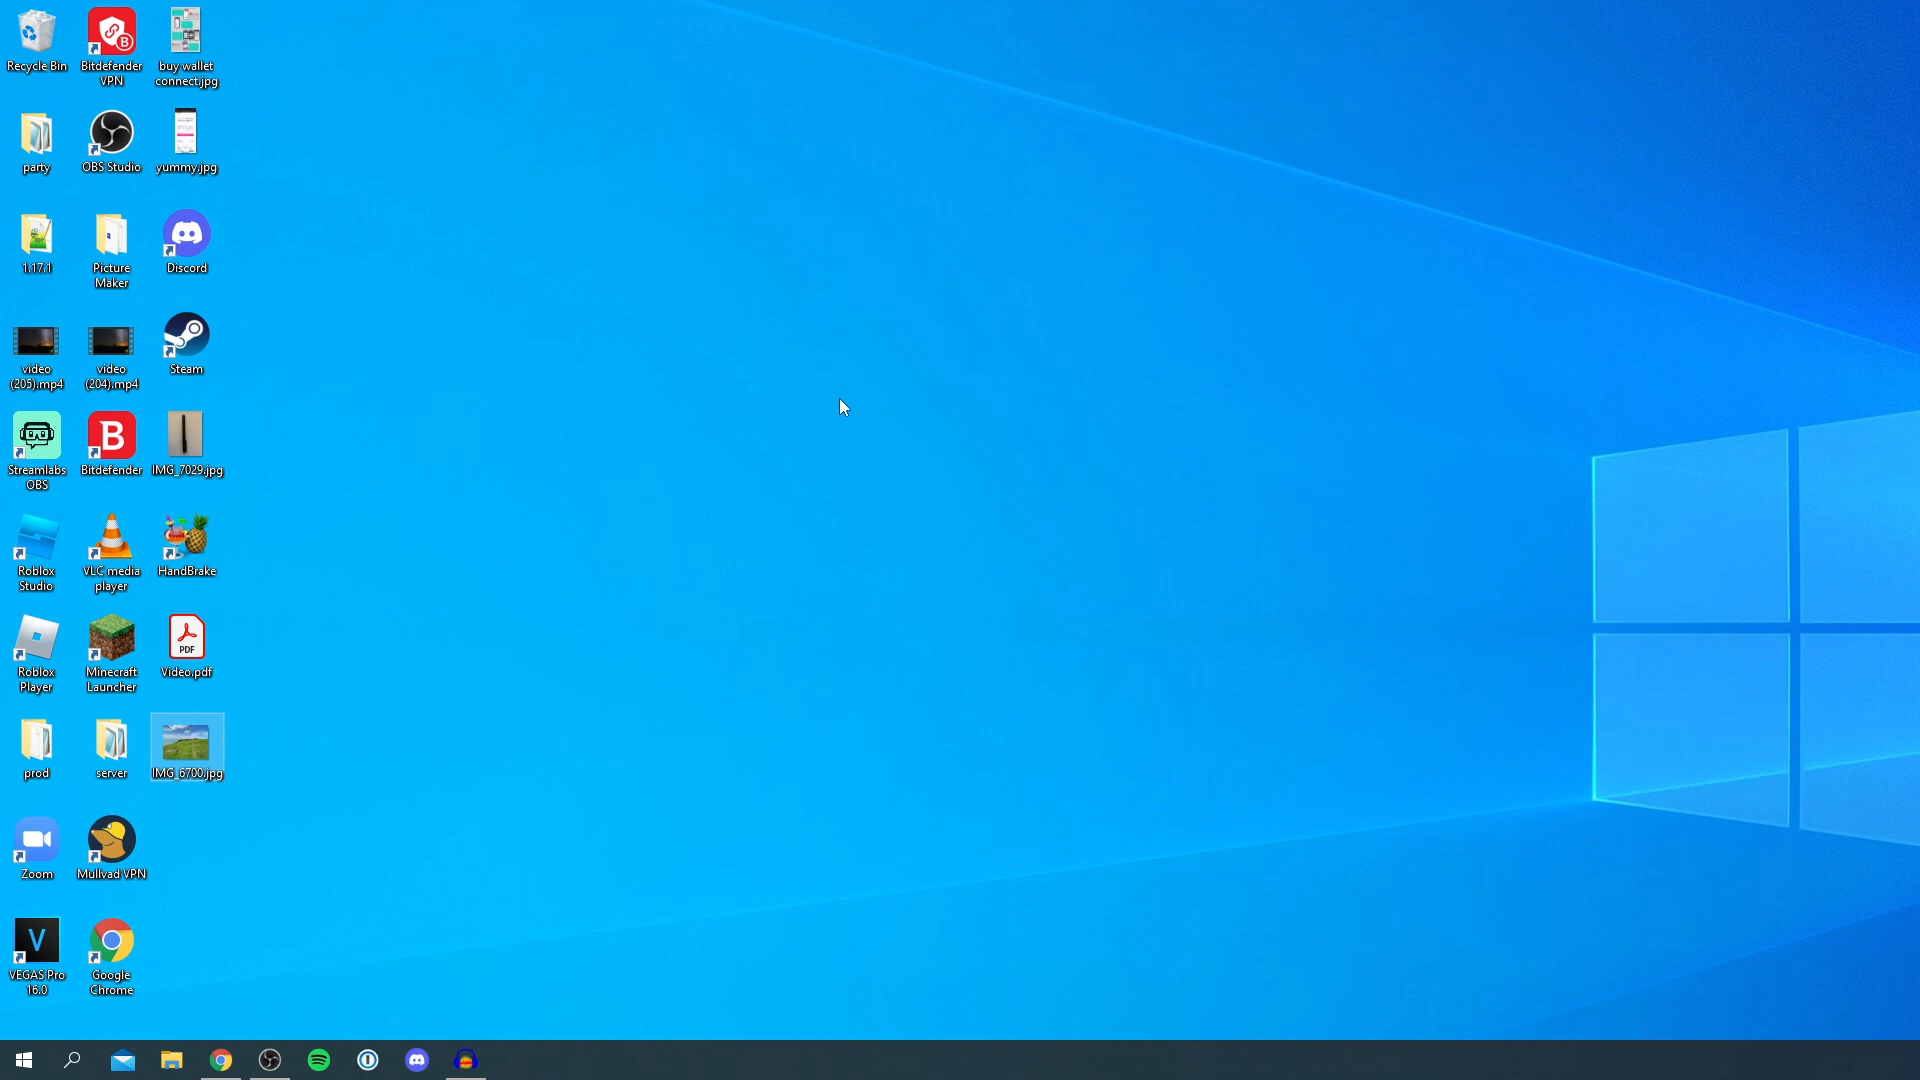 Recycle Bin
Bitdefender
VPN
buy wallet
connect.jpg
party
OBS Studio
yummy.jpg
1.17.1
Picture
Maker
Discord
video
(205).mp4
video
(204).mp4
Steam
Streamlabs
OBS
B
Bitdefender
IMG_7029.jpg
Roblox
Studio
VLC media
player
HandBrake
Roblox
Player
Minecraft
Launcher
PDF
Video.pdf
prod
server
IMG_6700.jpg
Zoom
Mullvad VPN
V
VEGAS Pro
16.0
Google
Chrome